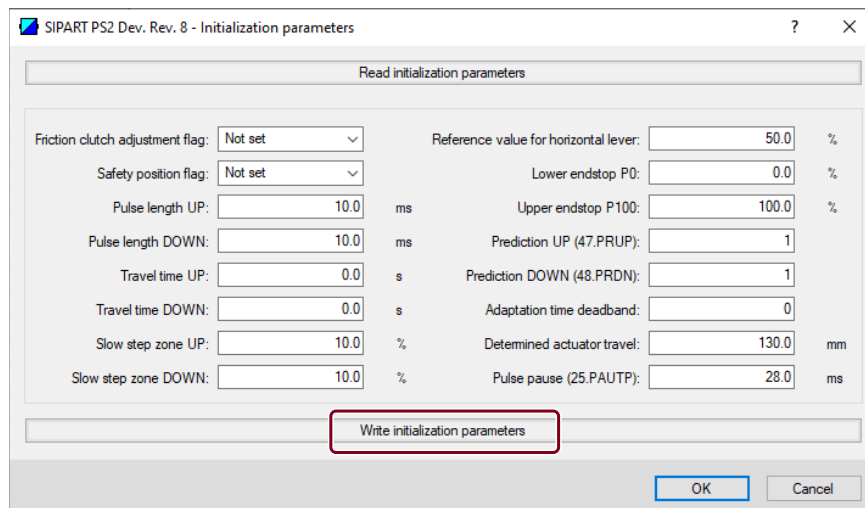 SIPART PS2 Dev. Rev. 8 - Initialization parameters ?
Read initialization parameters
Friction clutch adjustment flag: Not set Reference value for horizontal lever: 50.0 %
Safety position flag: Not set Lower endstop P0: 0.0 %
Pulse length UP: 10.0 ms Upper endstop P100: 100.0 %
Pulse length DOWN: 10.0 ms Prediction UP (47.PRUP): 1
Travel time UP: 0.0 s Prediction DOWN (48.PRDN): 1
Travel time DOWN: 0.0 s Adaptation time deadband: 0
Slow step zone UP: 10.0 % Determined actuator travel: 130.0 mm
Slow step zone DOWN: 10.0 % Pulse pause (25.PAUTP): 28.0 ms
Write initialization parameters
OK Cancel